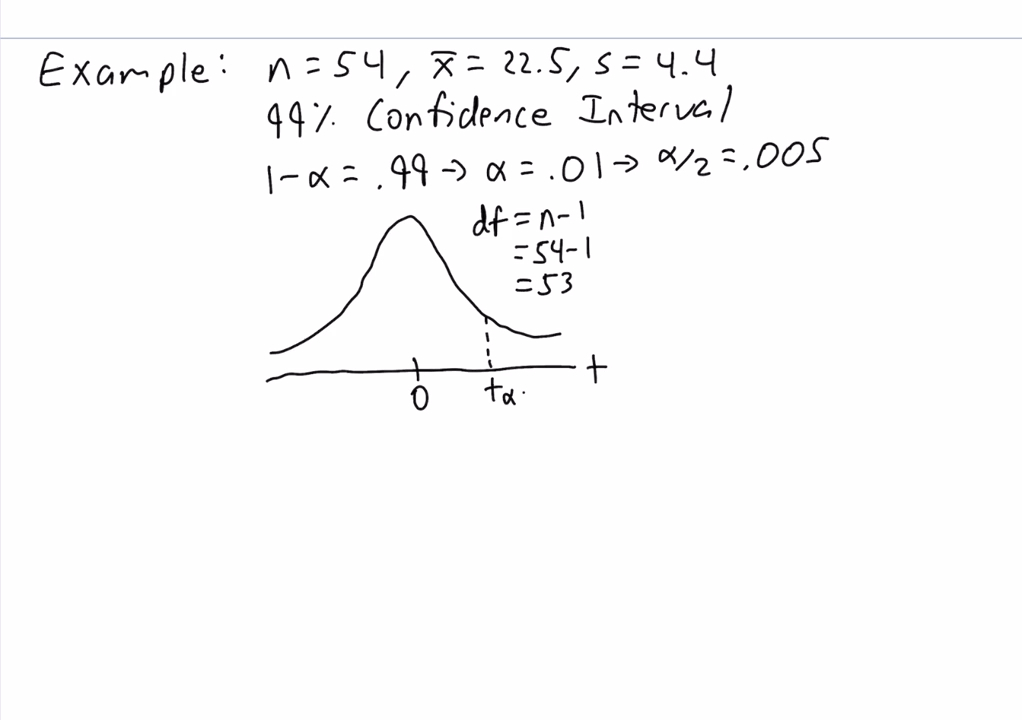 Example: n = 54, x̄ = 22.5, s = 4.4
99% Confidence Interval
1-α = .99 → α = .01 → α/2 = .005
df = n-1
= 54-1
= 53
t
0 tα.